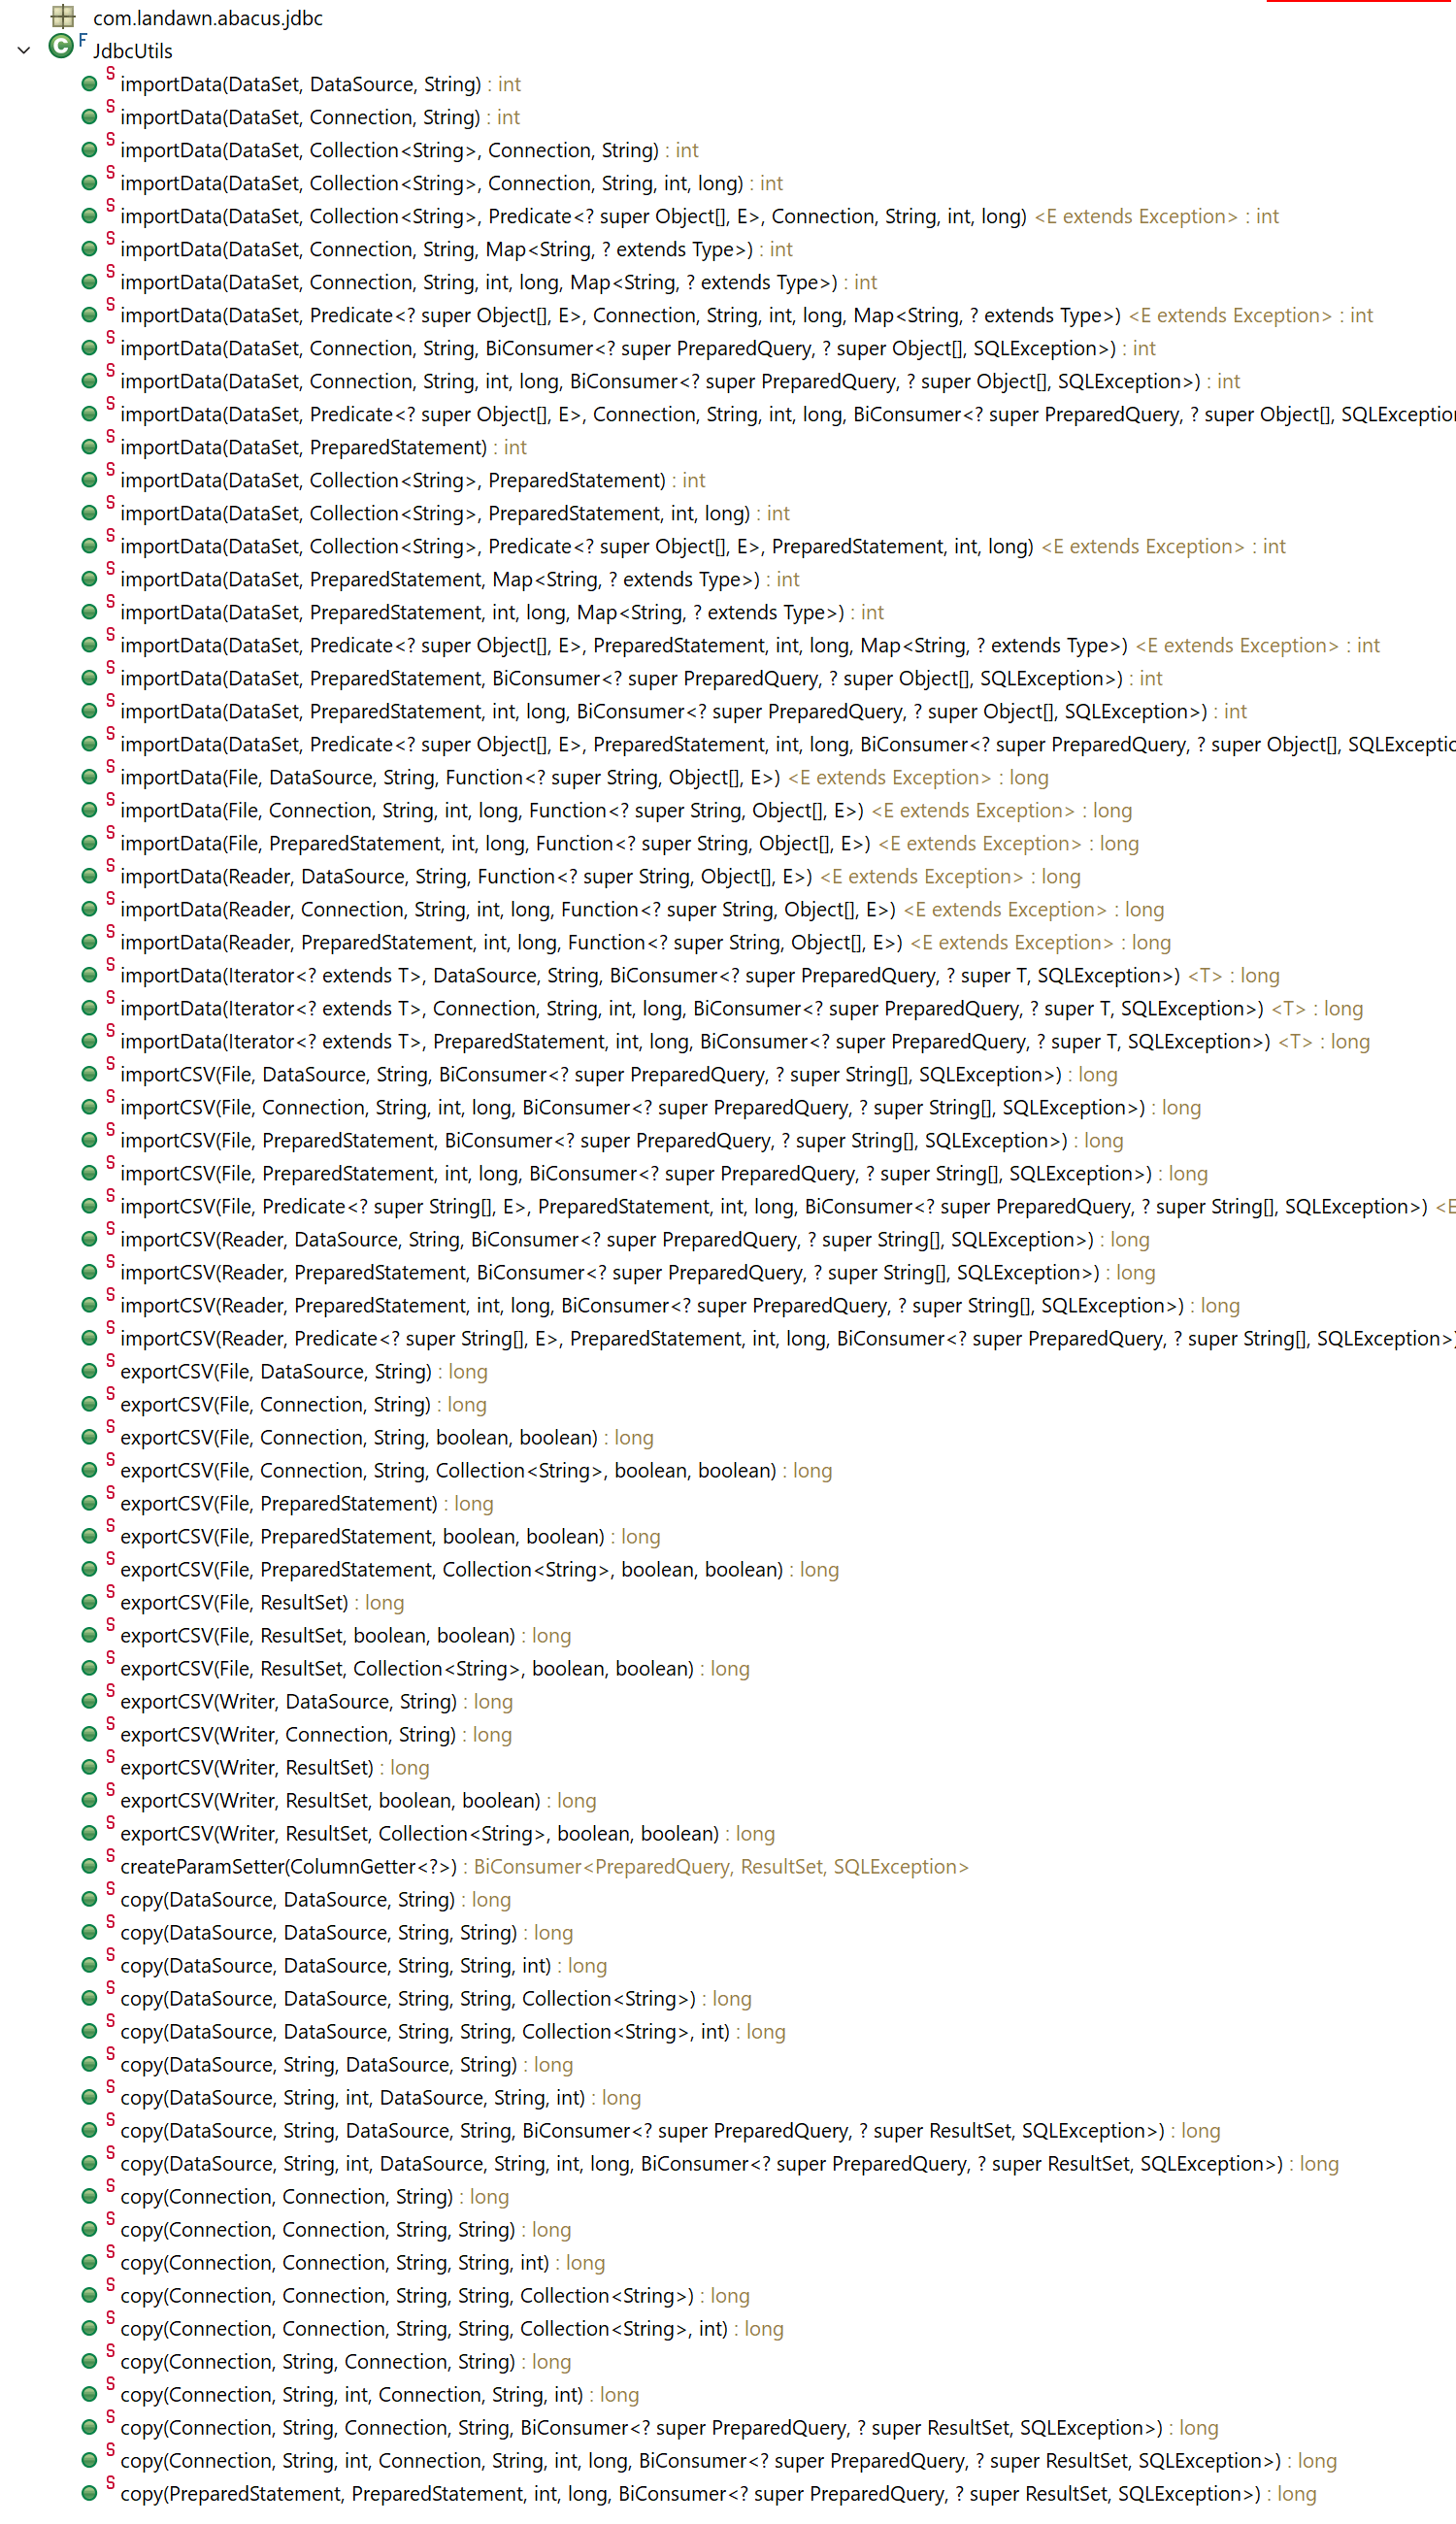 com.landawn.abacus.jdbc
JdbcUtils
importData(DataSet, DataSource, String) : int
importData(DataSet, Connection, String) : int
importData(DataSet, Collection<String>, Connection, String) : int
importData(DataSet, Collection<String>, Connection, String, int, long) : int
importData(DataSet, Collection<String>, Predicate<? super Object[], E>, Connection, String, int, long) <E extends Exception> : int
importData(DataSet, Connection, String, Map<String, ? extends Type>) : int
importData(DataSet, Connection, String, int, long, Map<String, ? extends Type>) : int
importData(DataSet, Predicate<? super Object[], E>, Connection, String, int, long, Map<String, ? extends Type>) <E extends Exception> : int
importData(DataSet, Connection, String, BiConsumer<? super PreparedQuery, ? super Object[], SQLException>) : int
importData(DataSet, Connection, String, int, long, BiConsumer<? super PreparedQuery, ? super Object[], SQLException>) : int
importData(DataSet, Predicate<? super Object[], E>, Connection, String, int, long, BiConsumer<? super PreparedQuery, ? super Object[], SQLExceptio
importData(DataSet, PreparedStatement) : int
importData(DataSet, Collection<String>, PreparedStatement) : int
importData(DataSet, Collection<String>, PreparedStatement, int, long) : int
importData(DataSet, Collection<String>, Predicate<? super Object[], E>, PreparedStatement, int, long) <E extends Exception> : int
importData(DataSet, PreparedStatement, Map<String, ? extends Type>) : int
importData(DataSet, PreparedStatement, int, long, Map<String, ? extends Type>) : int
importData(DataSet, Predicate<? super Object[], E>, PreparedStatement, int, long, Map<String, ? extends Type>) <E extends Exception> : int
importData(DataSet, PreparedStatement, BiConsumer<? super PreparedQuery, ? super Object[], SQLException>) : int
importData(DataSet, PreparedStatement, int, long, BiConsumer<? super PreparedQuery, ? super Object[], SQLException>) : int
importData(DataSet, Predicate<? super Object[], E>, PreparedStatement, int, long, BiConsumer<? super PreparedQuery, ? super Object[], SQLExceptio
importData(File, DataSource, String, Function<? super String, Object[], E>) <E extends Exception> : long
importData(File, Connection, String, int, long, Function<? super String, Object[], E>) <E extends Exception> : long
importData(File, PreparedStatement, int, long, Function<? super String, Object[], E>) <E extends Exception> : long
importData(Reader, DataSource, String, Function<? super String, Object[], E>) <E extends Exception> : long
importData(Reader, Connection, String, int, long, Function<? super String, Object[], E>) <E extends Exception> : long
importData(Reader, PreparedStatement, int, long, Function<? super String, Object[], E>) <E extends Exception> : long
importData(Iterator<? extends T>, DataSource, String, BiConsumer<? super PreparedQuery, ? super T, SQLException>) <T> : long
importData(Iterator<? extends T>, Connection, String, int, long, BiConsumer<? super PreparedQuery, ? super T, SQLException>) <T> : long
importData(Iterator<? extends T>, PreparedStatement, int, long, BiConsumer<? super PreparedQuery, ? super T, SQLException>) <T> : long
importCSV(File, DataSource, String, BiConsumer<? super PreparedQuery, ? super String[], SQLException>) : long
importCSV(File, Connection, String, int, long, BiConsumer<? super PreparedQuery, ? super String[], SQLException>) : long
importCSV(File, PreparedStatement, BiConsumer<? super PreparedQuery, ? super String[], SQLException>) : long
importCSV(File, PreparedStatement, int, long, BiConsumer<? super PreparedQuery, ? super String[], SQLException>) : long
importCSV(File, Predicate<? super String[], E>, PreparedStatement, int, long, BiConsumer<? super PreparedQuery, ? super String[], SQLException>) <E
importCSV(Reader, DataSource, String, BiConsumer<? super PreparedQuery, ? super String[], SQLException>) : long
importCSV(Reader, PreparedStatement, BiConsumer<? super PreparedQuery, ? super String[], SQLException>) : long
importCSV(Reader, PreparedStatement, int, long, BiConsumer<? super PreparedQuery, ? super String[], SQLException>) : long
importCSV(Reader, Predicate<? super String[], E>, PreparedStatement, int, long, BiConsumer<? super PreparedQuery, ? super String[], SQLException>)
exportCSV(File, DataSource, String) : long
exportCSV(File, Connection, String) : long
exportCSV(File, Connection, String, boolean, boolean) : long
exportCSV(File, Connection, String, Collection<String>, boolean, boolean) : long
exportCSV(File, PreparedStatement) : long
exportCSV(File, PreparedStatement, boolean, boolean) : long
exportCSV(File, PreparedStatement, Collection<String>, boolean, boolean) : long
exportCSV(File, ResultSet) : long
exportCSV(File, ResultSet, boolean, boolean) : long
exportCSV(File, ResultSet, Collection<String>, boolean, boolean) : long
exportCSV(Writer, DataSource, String) : long
exportCSV(Writer, Connection, String) : long
exportCSV(Writer, ResultSet) : long
exportCSV(Writer, ResultSet, boolean, boolean) : long
exportCSV(Writer, ResultSet, Collection<String>, boolean, boolean) : long
createParamSetter(ColumnGetter<?>) : BiConsumer<PreparedQuery, ResultSet, SQLException>
copy(DataSource, DataSource, String) : long
copy(DataSource, DataSource, String, String) : long
copy(DataSource, DataSource, String, String, int) : long
copy(DataSource, DataSource, String, String, Collection<String>) : long
copy(DataSource, DataSource, String, String, Collection<String>, int) : long
copy(DataSource, String, DataSource, String) : long
copy(DataSource, String, int, DataSource, String, int) : long
copy(DataSource, String, DataSource, String, BiConsumer<? super PreparedQuery, ? super ResultSet, SQLException>) : long
copy(DataSource, String, int, DataSource, String, int, long, BiConsumer<? super PreparedQuery, ? super ResultSet, SQLException>) : long
copy(Connection, Connection, String) : long
copy(Connection, Connection, String, String) : long
copy(Connection, Connection, String, String, int) : long
copy(Connection, Connection, String, String, Collection<String>) : long
copy(Connection, Connection, String, String, Collection<String>, int) : long
copy(Connection, String, Connection, String) : long
copy(Connection, String, int, Connection, String, int) : long
copy(Connection, String, Connection, String, BiConsumer<? super PreparedQuery, ? super ResultSet, SQLException>) : long
copy(Connection, String, int, Connection, String, int, long, BiConsumer<? super PreparedQuery, ? super ResultSet, SQLException>) : long
copy(PreparedStatement, PreparedStatement, int, long, BiConsumer<? super PreparedQuery, ? super ResultSet, SQLException>) : long